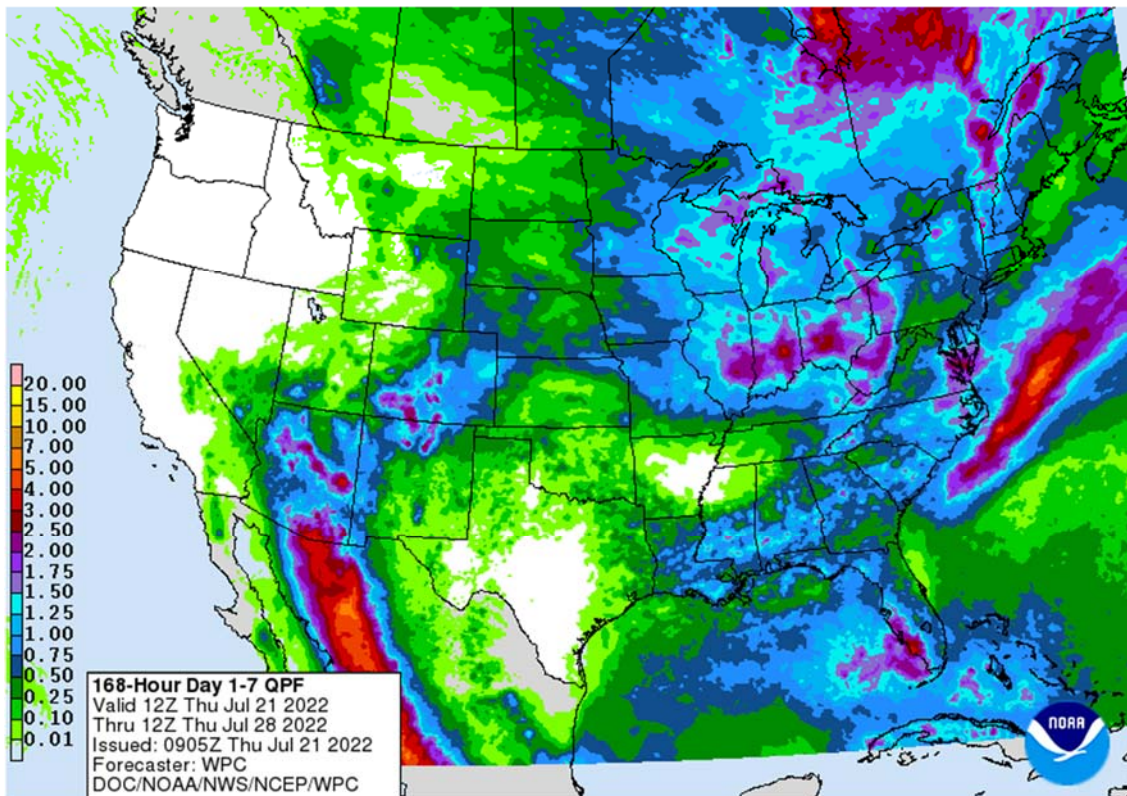 20.00
15.00
10.00
7.00
5.00
4.00
3.00
2.50
2.00
1.75
1.50
1.25
1.00
0.75
0.50
0.25
0.10
0.01
168-Hour Day 1-7 QPF
Valid 12Z Thu Jul 21 2022
Thru 12Z Thu Jul 28 2022
Issued: 0905Z Thu Jul 21 2022
Forecaster: WPC
DOC/NOAA/NWS/NCEP/WPC
NOAA